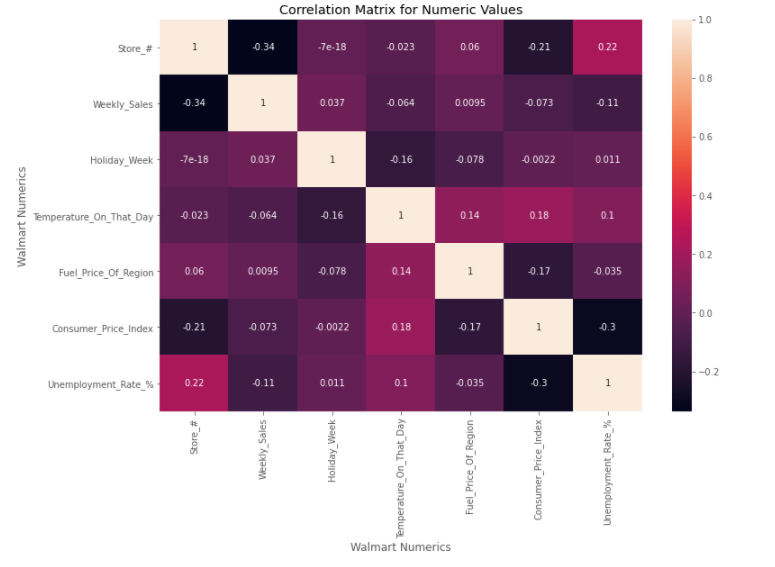 Correlation Matrix for Numeric Values
Store_# 1 -0.34 -7e-18 -0.023 0.06 -0.21 0.22
Weekly_Sales -0.34 1 0.037 -0.064 0.0095 -0.073 -0.11
Holiday_Week -7e-18 0.037 1 -0.16 -0.078 -0.0022 0.011
Temperature_On_That_Day -0.023 -0.064 -0.16 1 0.14 0.18 0.1
Fuel_Price_Of_Region 0.06 0.0095 -0.078 0.14 1 -0.17 -0.035
Consumer_Price_Index -0.21 -0.073 -0.0022 0.18 -0.17 1 -0.3
Unemployment_Rate_% 0.22 -0.11 0.011 0.1 -0.035 -0.3 1
Walmart Numerics
Store_#
Weekly_Sales
Holiday_Week
Temperature_On_That_Day
Fuel_Price_Of_Region
Consumer_Price_Index
Unemployment_Rate_%
Walmart Numerics
1.0
0.8
0.6
0.4
0.2
0.0
−0.2